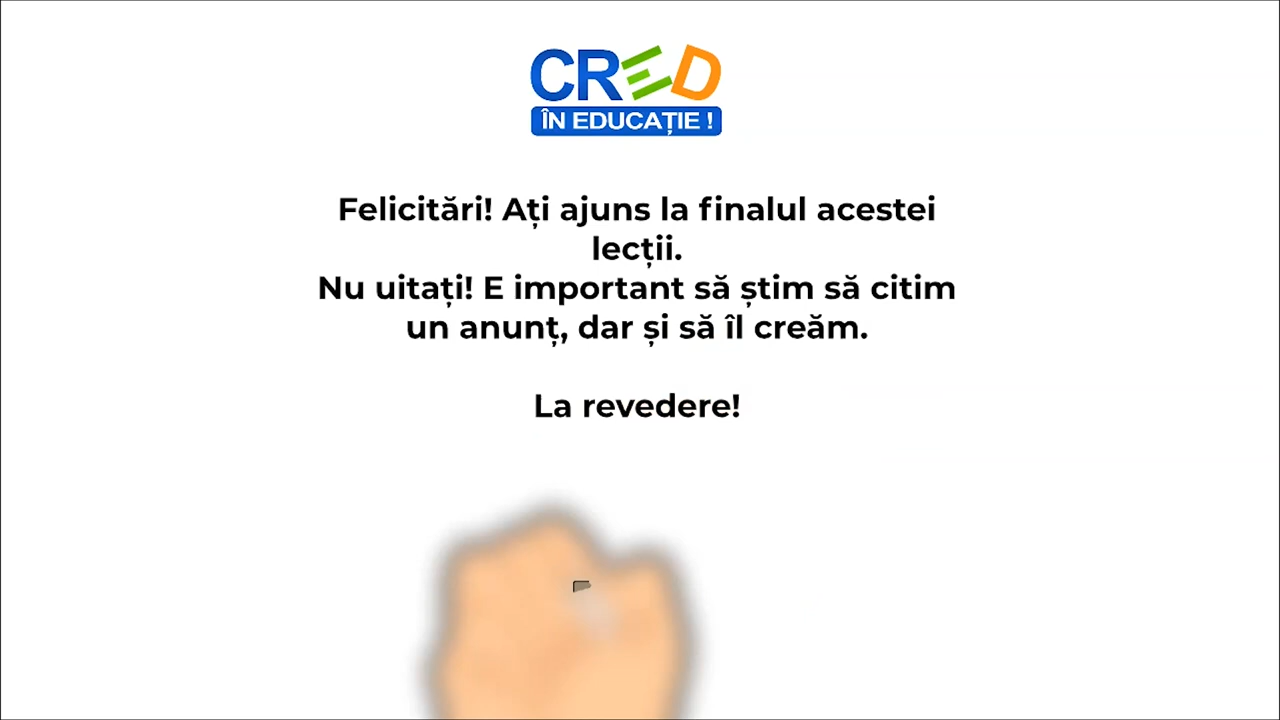 CRED
ÎN EDUCAȚIE !
Felicitări! Ați ajuns la finalul acestei
lecții.
Nu uitați! E important să știm să citim
un anunț, dar și să îl creăm.
La revedere!